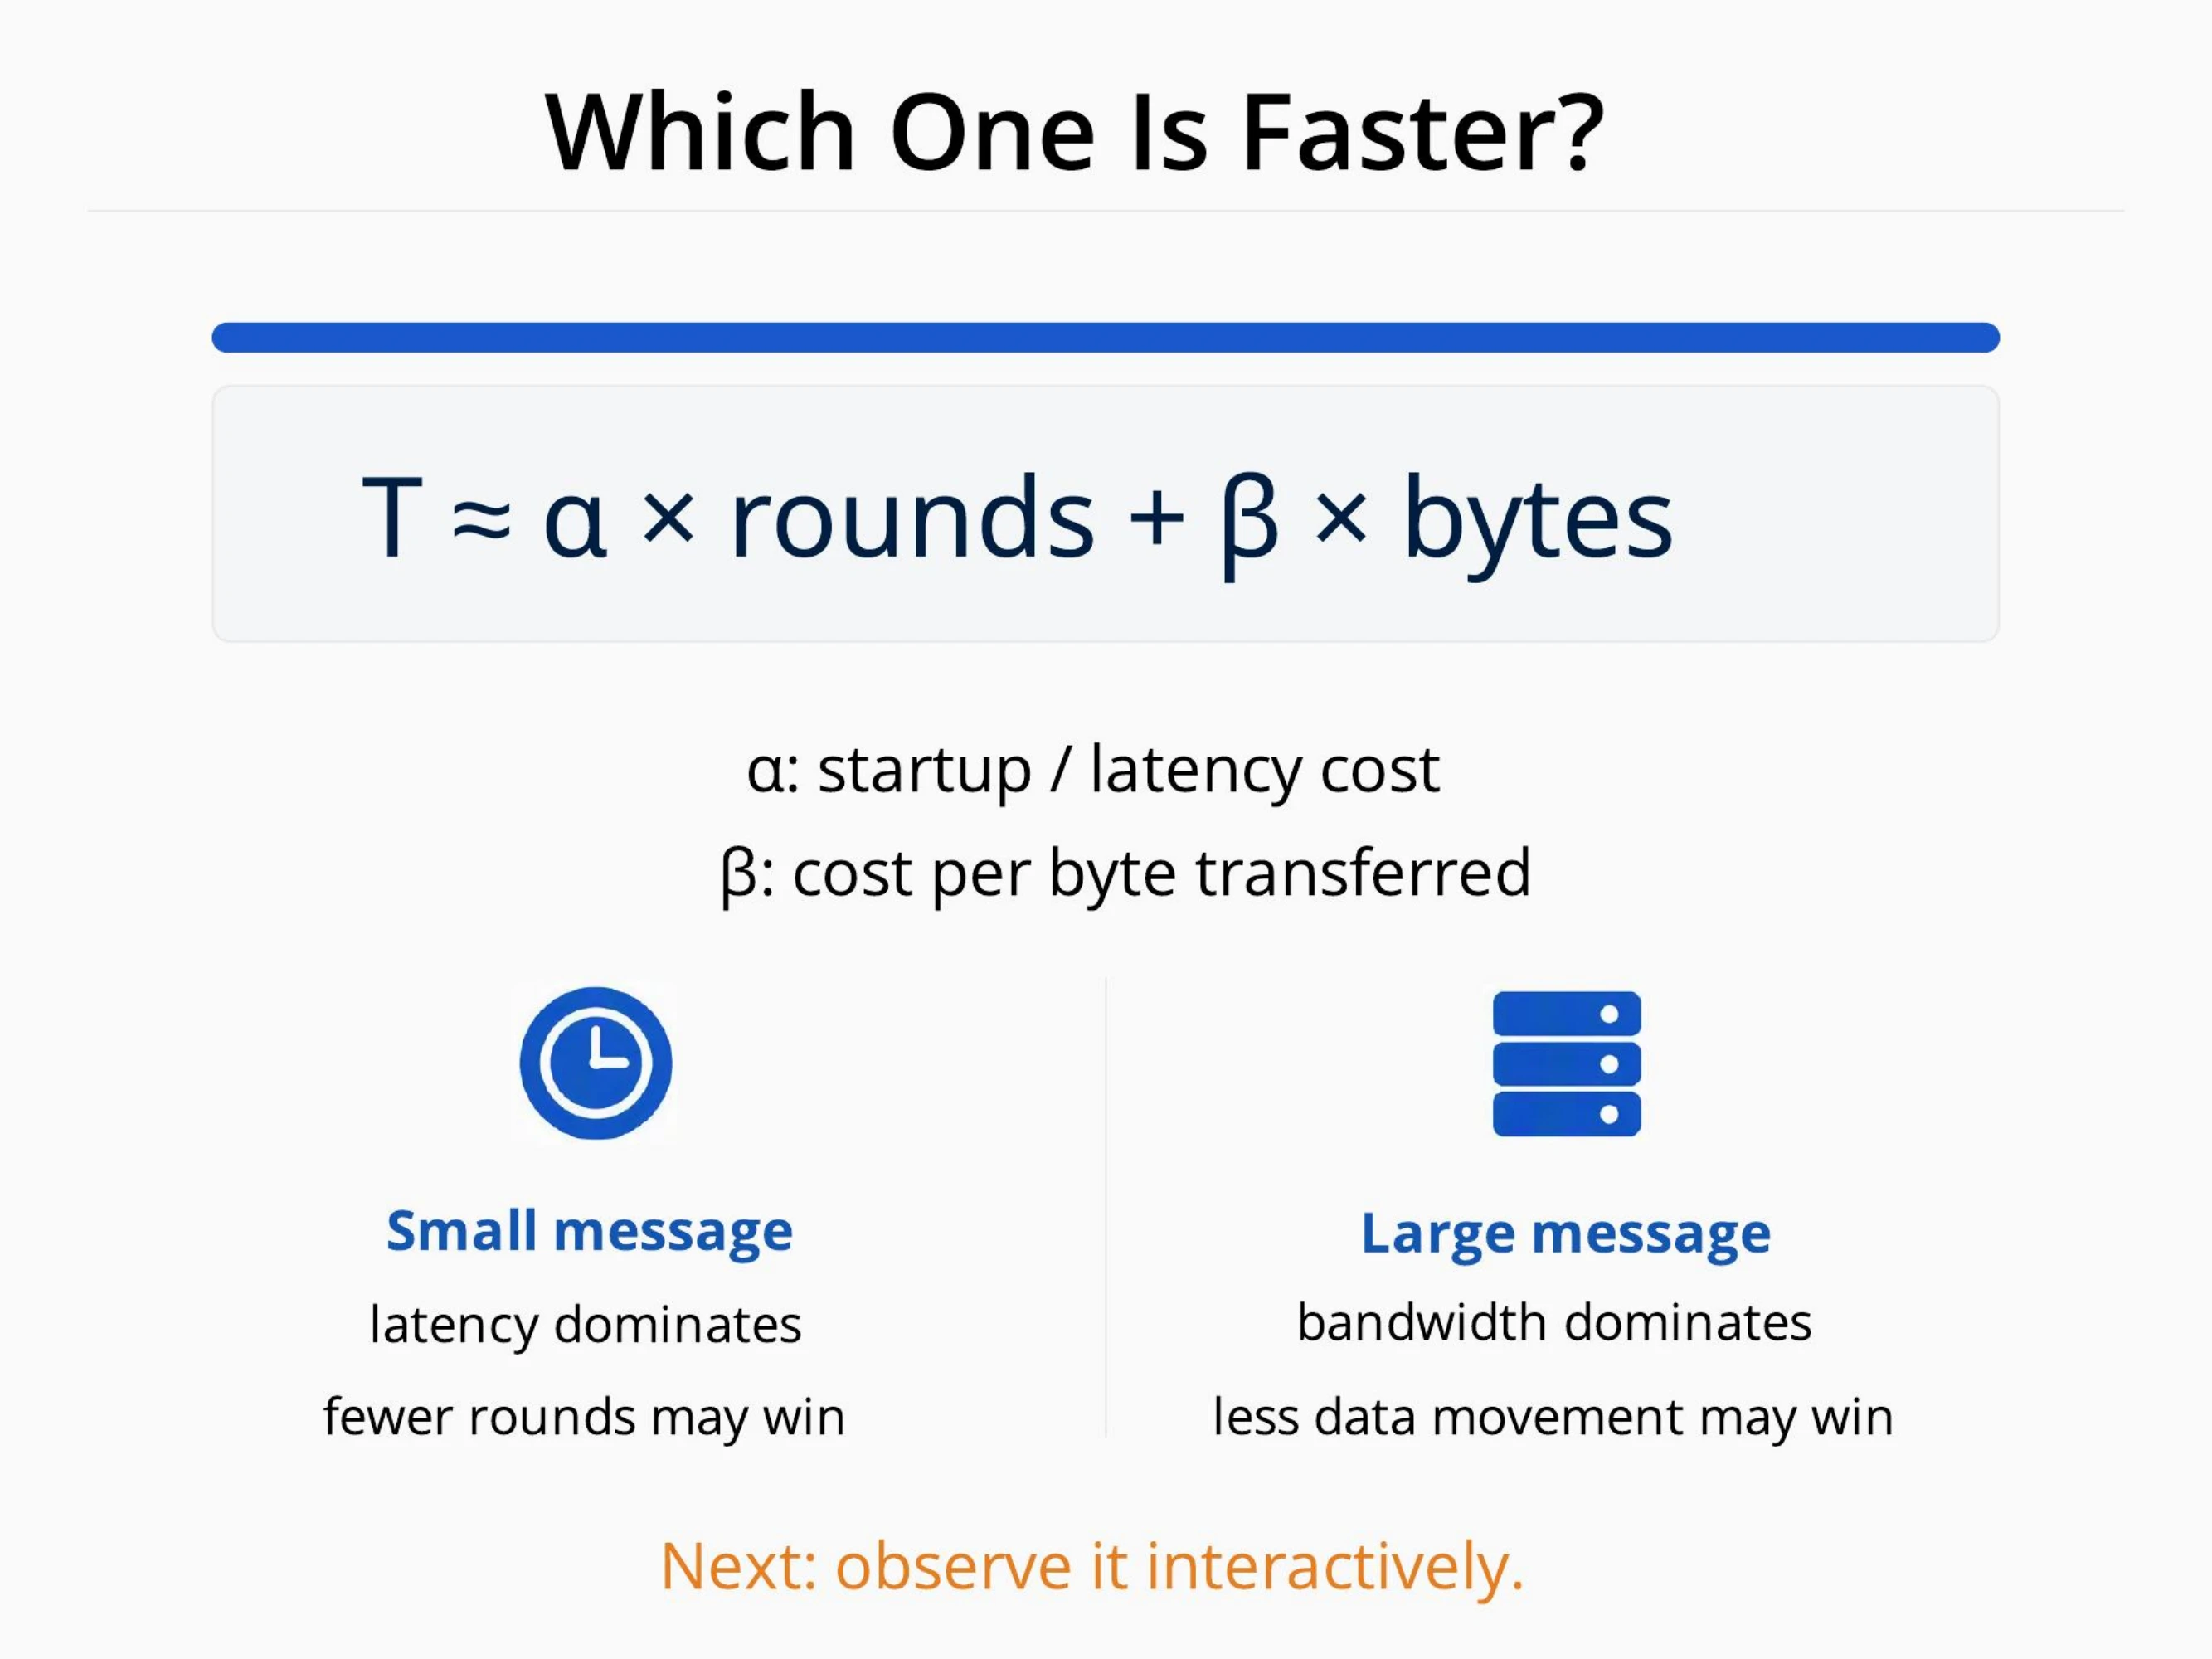 Which One Is Faster?
T ≈ α × rounds + β × bytes
α: startup / latency cost
β: cost per byte transferred
Small message
latency dominates
fewer rounds may win
Large message
bandwidth dominates
less data movement may win
Next: observe it interactively.